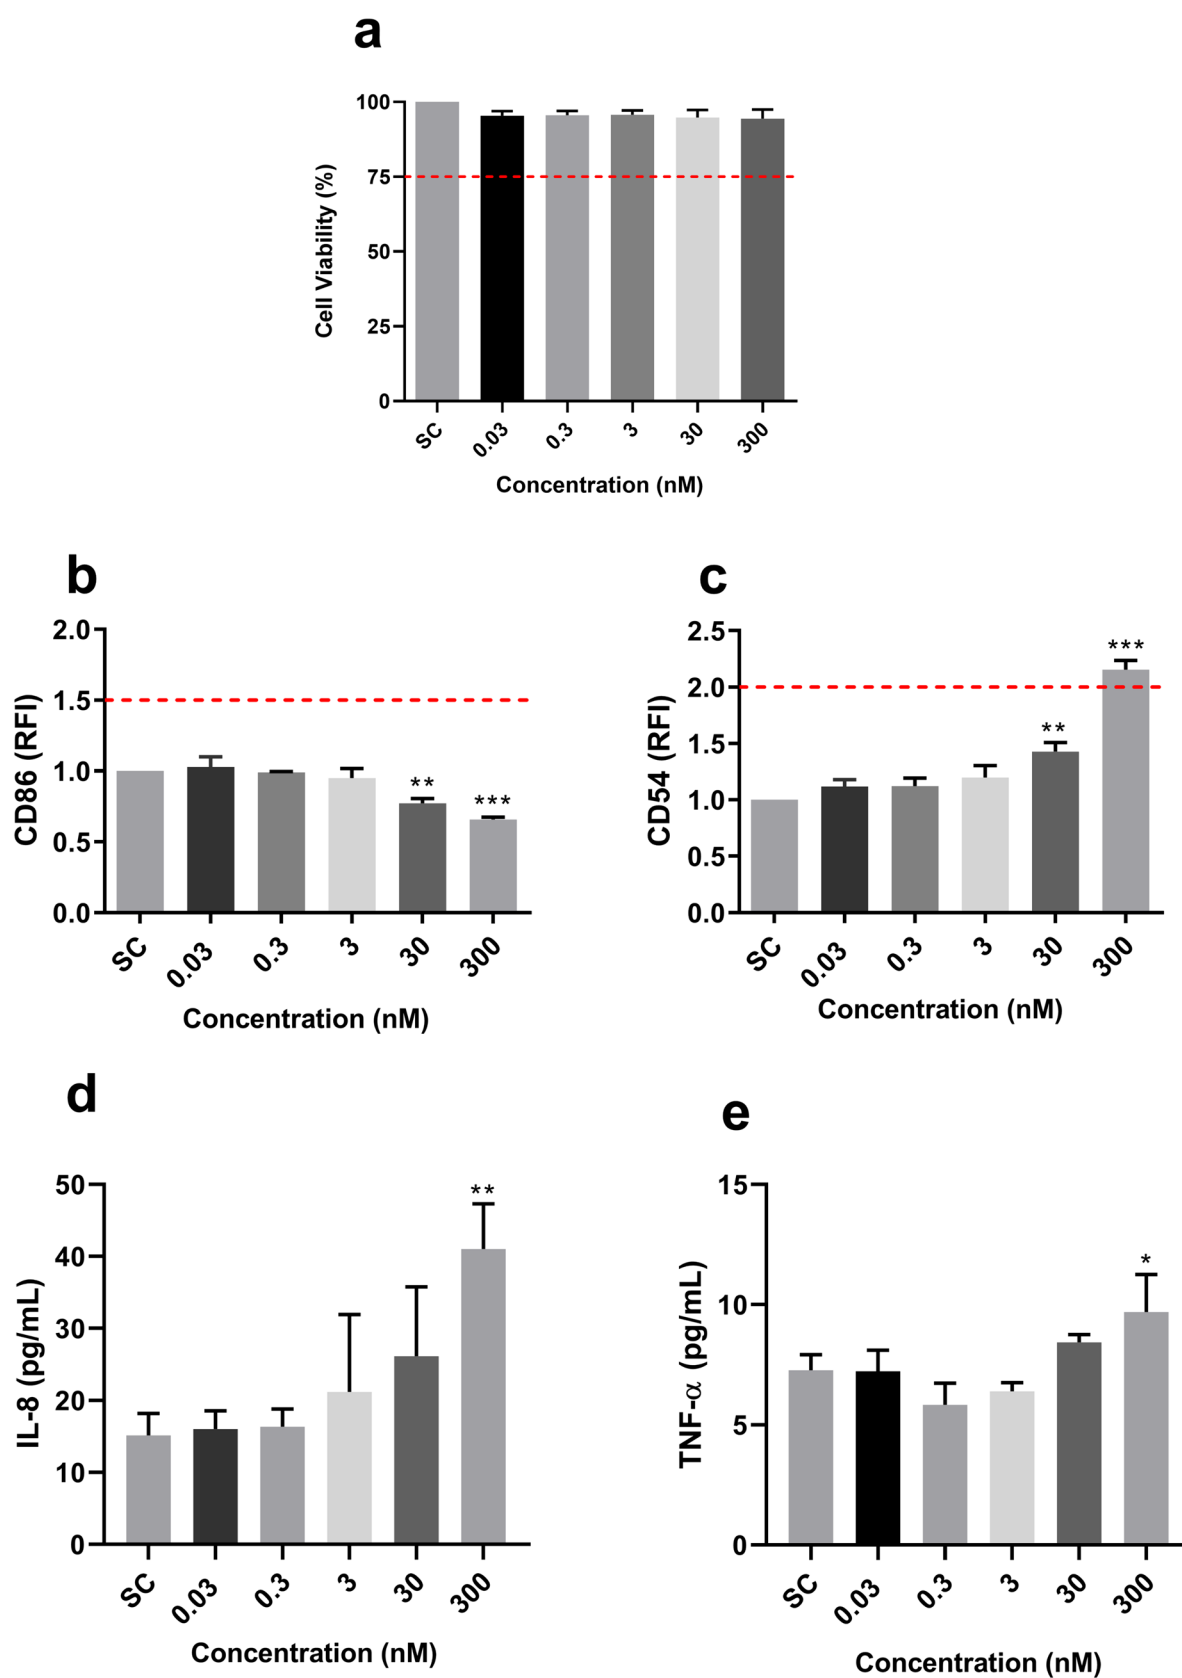 a
100
75
50
25
0
Cell Viability (%)
SC
0.03
0.3
3
30
300
Concentration (nM)
b
2.0
1.5
1.0
0.5
0.0
CD86 (RFI)
**
***
SC
0.03
0.3
3
30
300
Concentration (nM)
c
2.5
2.0
1.5
1.0
0.5
0.0
CD54 (RFI)
**
***
SC
0.03
0.3
3
30
300
Concentration (nM)
d
50
40
30
20
10
0
IL-8 (pg/mL)
**
SC
0.03
0.3
3
30
300
Concentration (nM)
e
15
10
5
0
TNF-α (pg/mL)
*
SC
0.03
0.3
3
30
300
Concentration (nM)